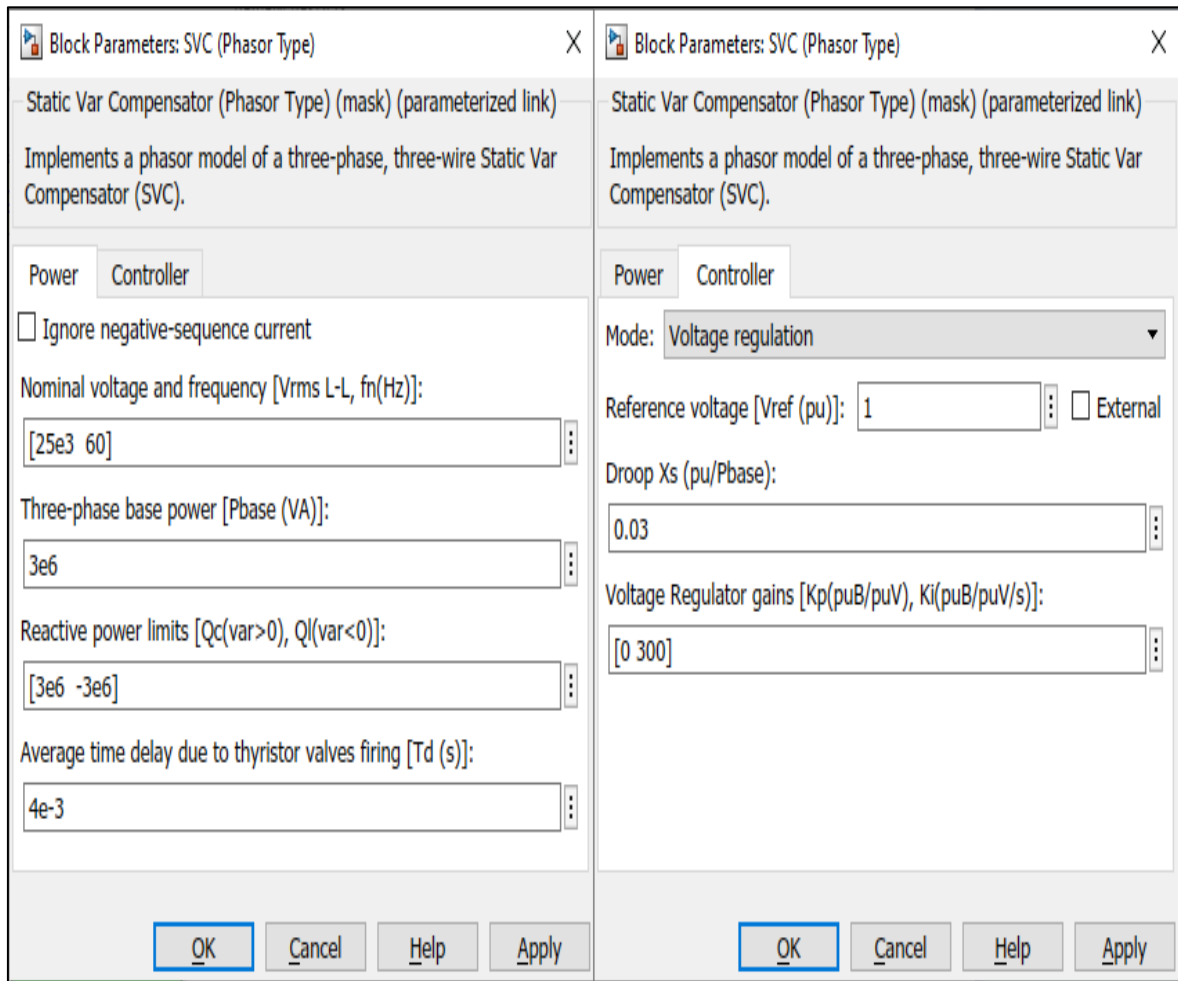 Block Parameters: SVC (Phasor Type)
X
Static Var Compensator (Phasor Type) (mask) (parameterized link)
Implements a phasor model of a three-phase, three-wire Static Var
Compensator (SVC).
Power
Controller
Ignore negative-sequence current
Nominal voltage and frequency [Vrms L-L, fn(Hz)]:
[25e3 60]
Three-phase base power [Pbase (VA)]:
3e6
Reactive power limits [Qc(var>0), Ql(var<0)]:
[3e6 -3e6]
Average time delay due to thyristor valves firing [Td (s)]:
4e-3
OK
Cancel
Help
Apply
Block Parameters: SVC (Phasor Type)
X
Static Var Compensator (Phasor Type) (mask) (parameterized link)
Implements a phasor model of a three-phase, three-wire Static Var
Compensator (SVC).
Power
Controller
Mode: Voltage regulation
Reference voltage [Vref (pu)]: 1
External
Droop Xs (pu/Pbase):
0.03
Voltage Regulator gains [Kp(puB/puV), Ki(puB/puV/s)]:
[0 300]
OK
Cancel
Help
Apply